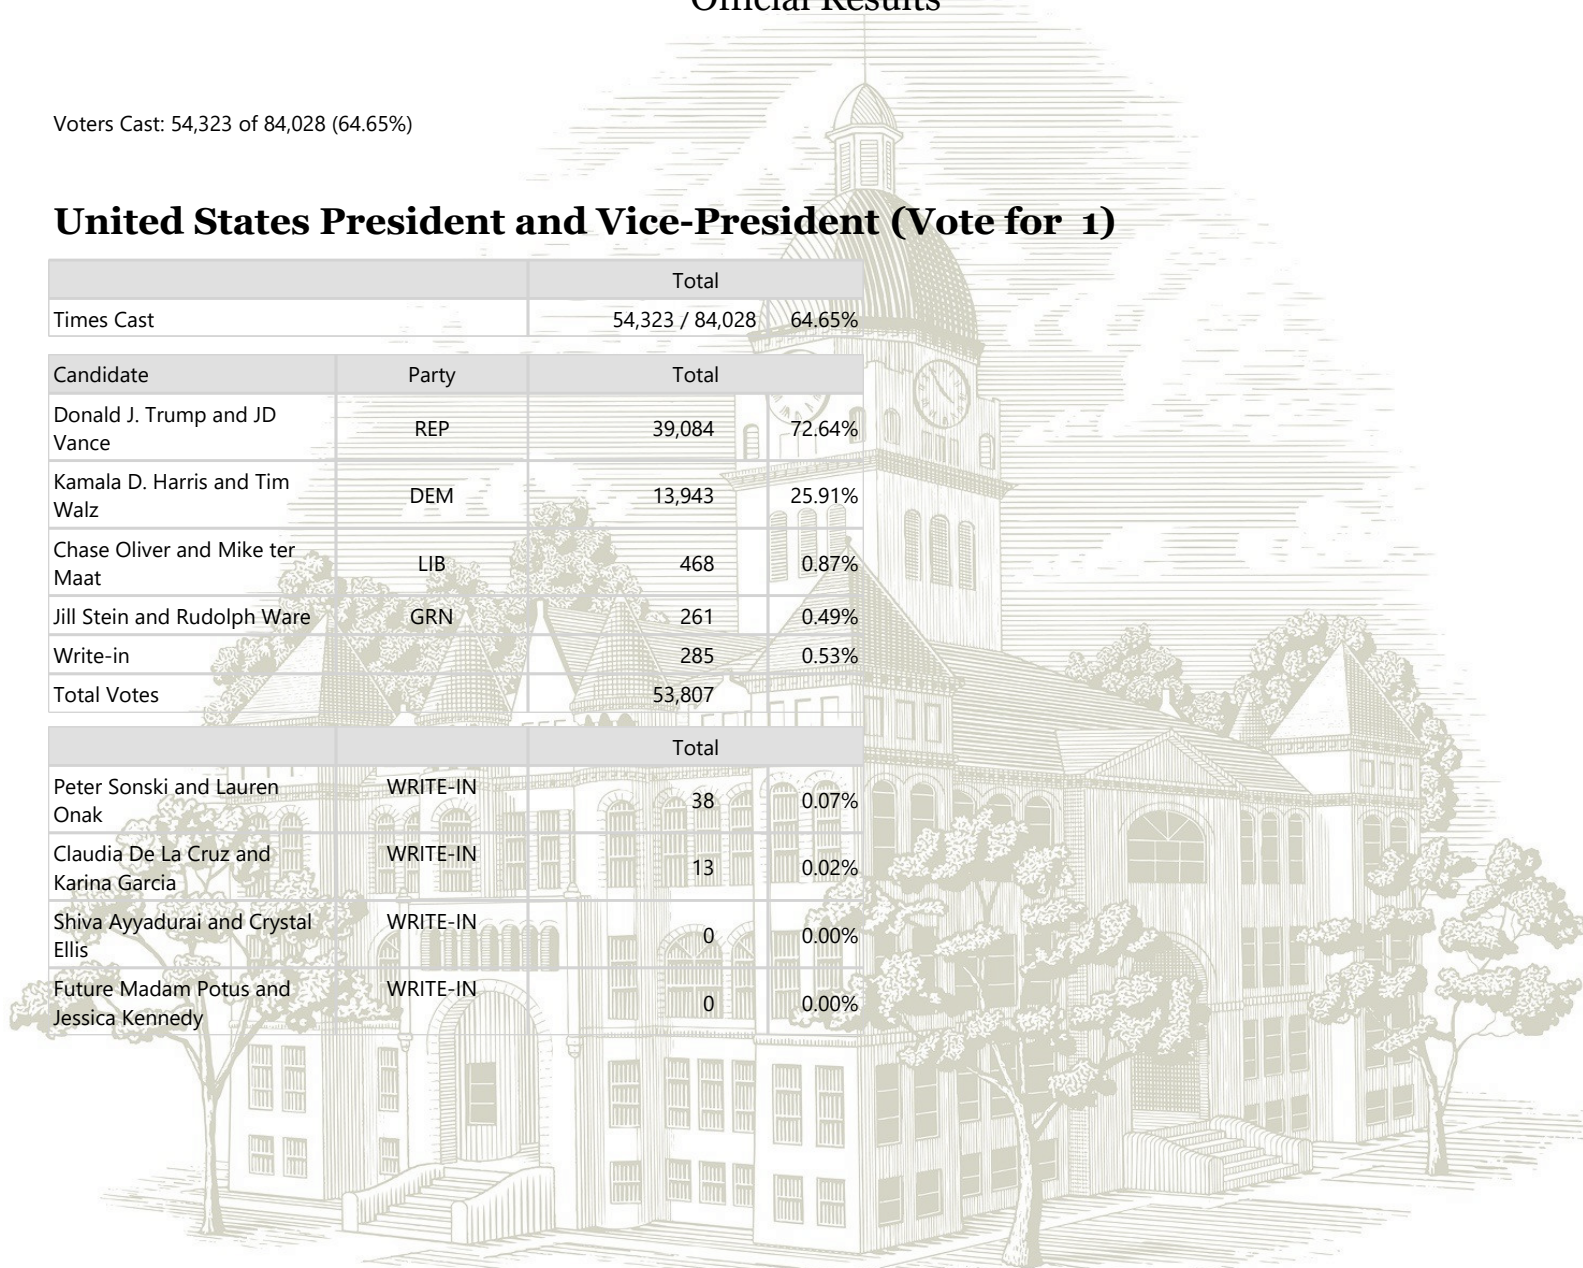 Official Results
Voters Cast: 54,323 of 84,028 (64.65%)
United States President and Vice-President (Vote for 1)
Total
Times Cast 54,323 / 84,028 64.65%
Candidate Party Total
Donald J. Trump and JD
Vance REP 39,084 72.64%
Kamala D. Harris and Tim
Walz DEM 13,943 25.91%
Chase Oliver and Mike ter
Maat LIB 468 0.87%
Jill Stein and Rudolph Ware GRN 261 0.49%
Write-in 285 0.53%
Total Votes 53,807
Total
Peter Sonski and Lauren
Onak WRITE-IN 38 0.07%
Claudia De La Cruz and
Karina Garcia WRITE-IN 13 0.02%
Shiva Ayyadurai and Crystal
Ellis WRITE-IN 0 0.00%
Future Madam Potus and
Jessica Kennedy WRITE-IN 0 0.00%